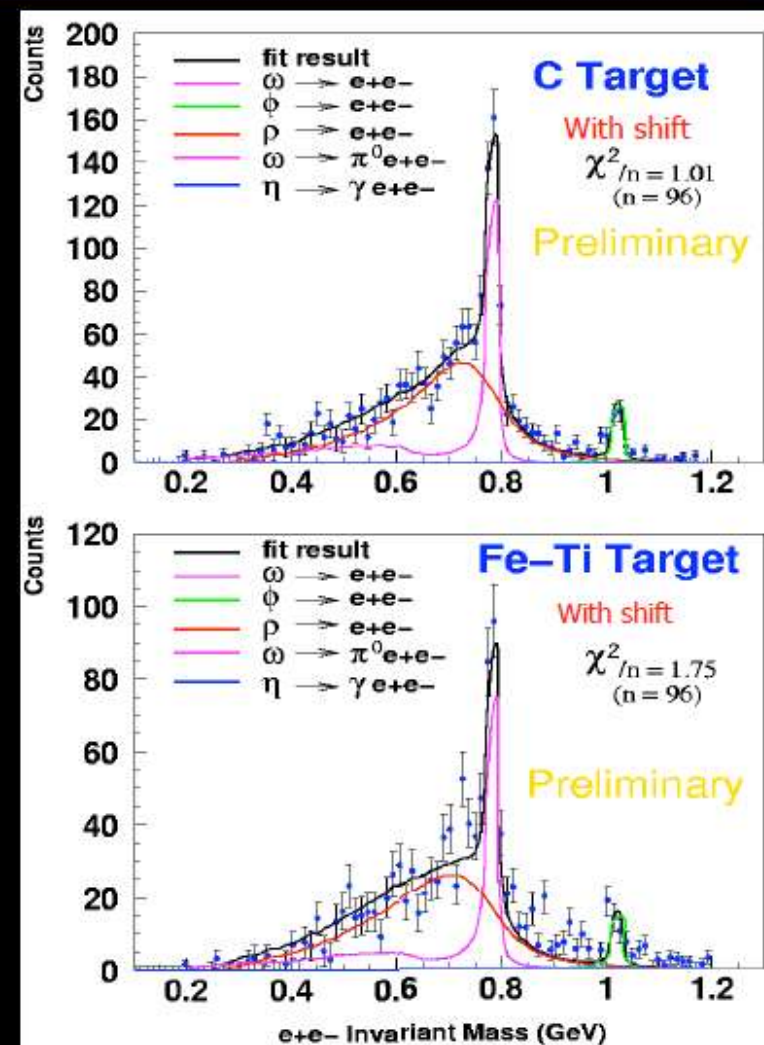 Counts
200
180
160
140
120
100
80
60
40
20
0
fit result
ω → e+e−
ϕ → e+e−
ρ → e+e−
ω → π⁰e+e−
η → γ e+e−
C Target
With shift
χ²/n = 1.01
(n = 96)
Preliminary
0.2 0.4 0.6 0.8 1 1.2
Counts
120
100
80
60
40
20
0
fit result
ω → e+e−
ϕ → e+e−
ρ → e+e−
ω → π⁰e+e−
η → γ e+e−
Fe−Ti Target
With shift
χ²/n = 1.75
(n = 96)
Preliminary
0.2 0.4 0.6 0.8 1 1.2
e+e− Invariant Mass (GeV)